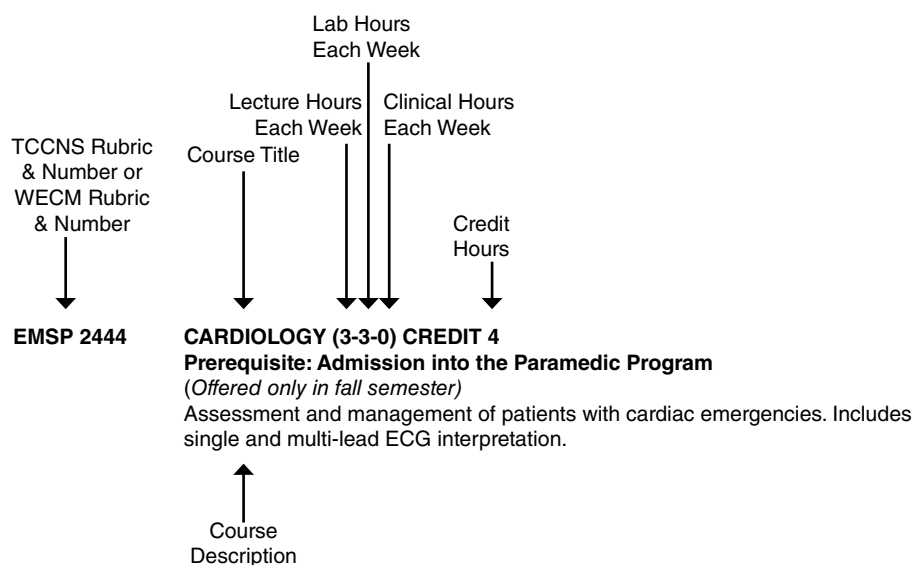 Lab Hours
Each Week
Lecture Hours
Each Week
Clinical Hours
Each Week
TCCNS Rubric
& Number or
WECM Rubric
& Number
Course Title
Credit
Hours
EMSP 2444 CARDIOLOGY (3-3-0) CREDIT 4
Prerequisite: Admission into the Paramedic Program
(Offered only in fall semester)
Assessment and management of patients with cardiac emergencies. Includes
single and multi-lead ECG interpretation.
Course
Description